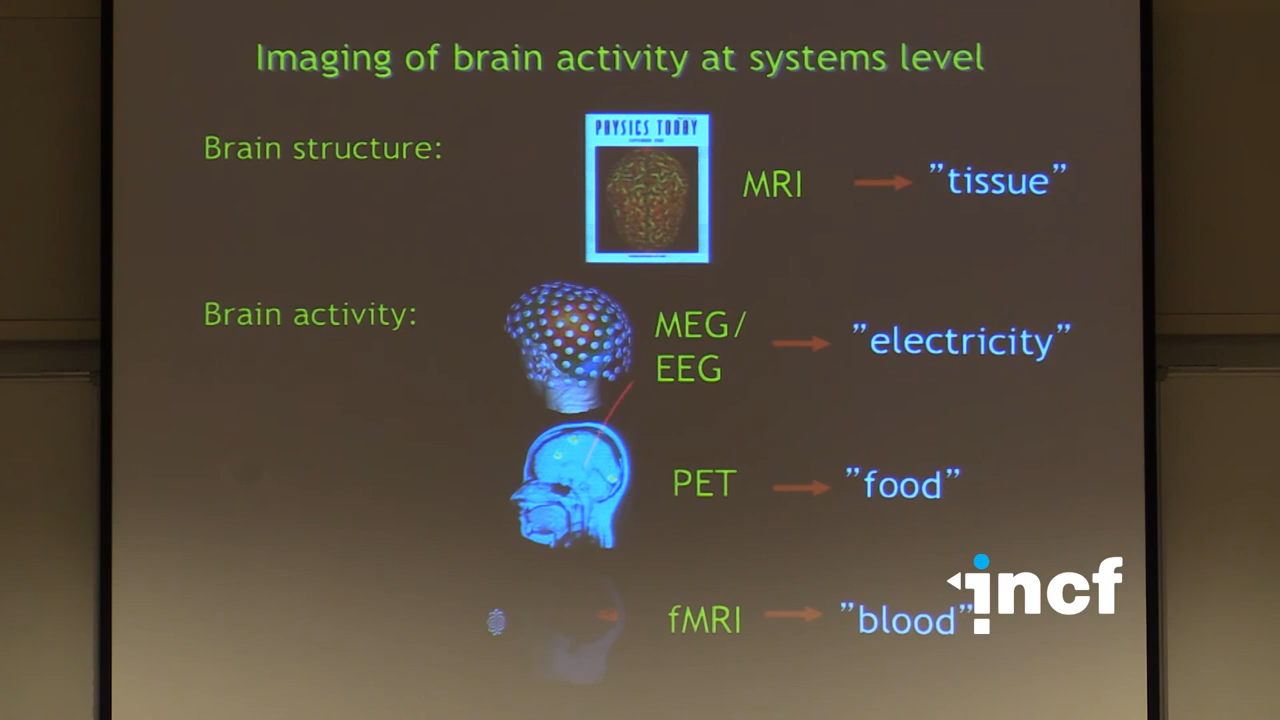 Imaging of brain activity at systems level
Brain structure:
PHYSICS TODAY
MRI
”tissue”
Brain activity:
MEG/
EEG
”electricity”
PET
”food”
fMRI
”blood”
incf